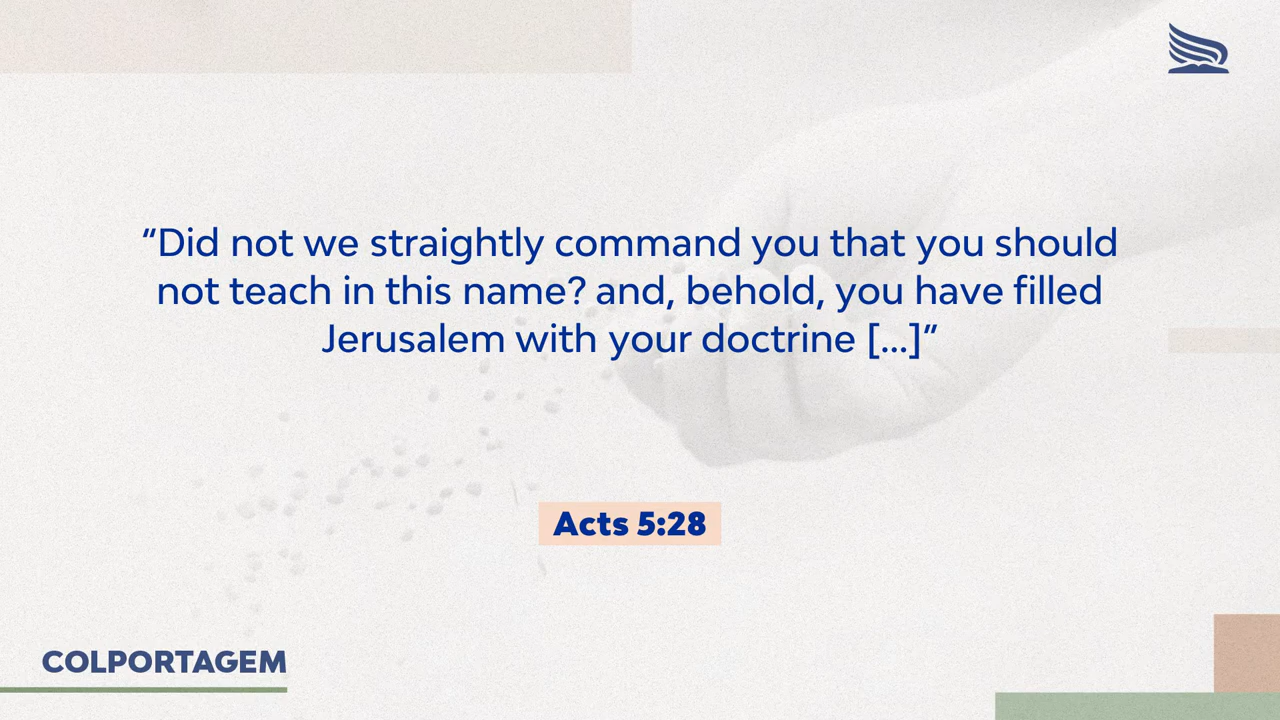 “Did not we straightly command you that you should
not teach in this name? and, behold, you have filled
Jerusalem with your doctrine [...]”
Acts 5:28
COLPORTAGEM